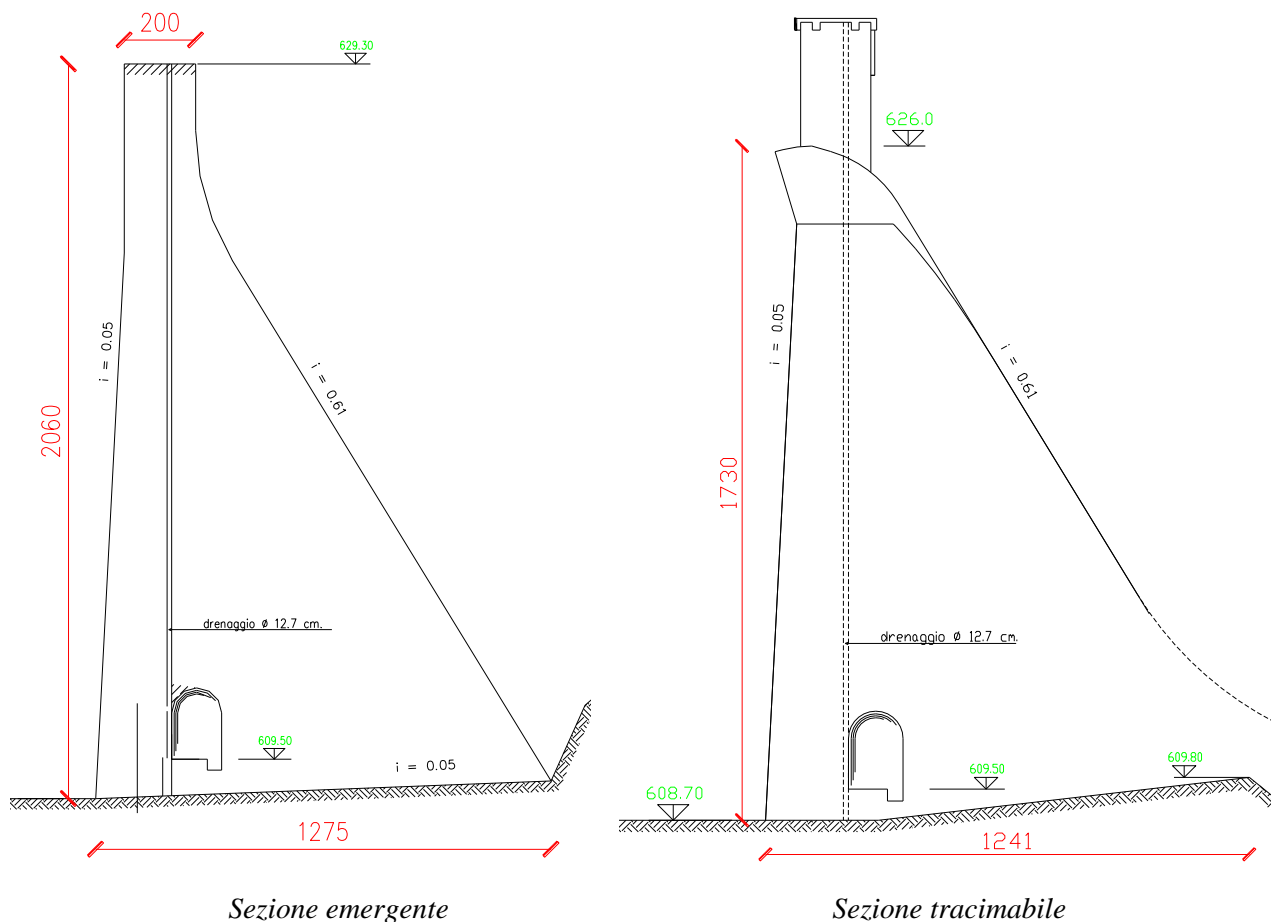 200
629.30
i = 0.05
2060
i = 0.61
drenaggio ø 12.7 cm.
609.50
i = 0.05
1275
Sezione emergente
626.0
i = 0.05
i = 0.61
1730
drenaggio ø 12.7 cm.
609.80
609.50
608.70
1241
Sezione tracimabile